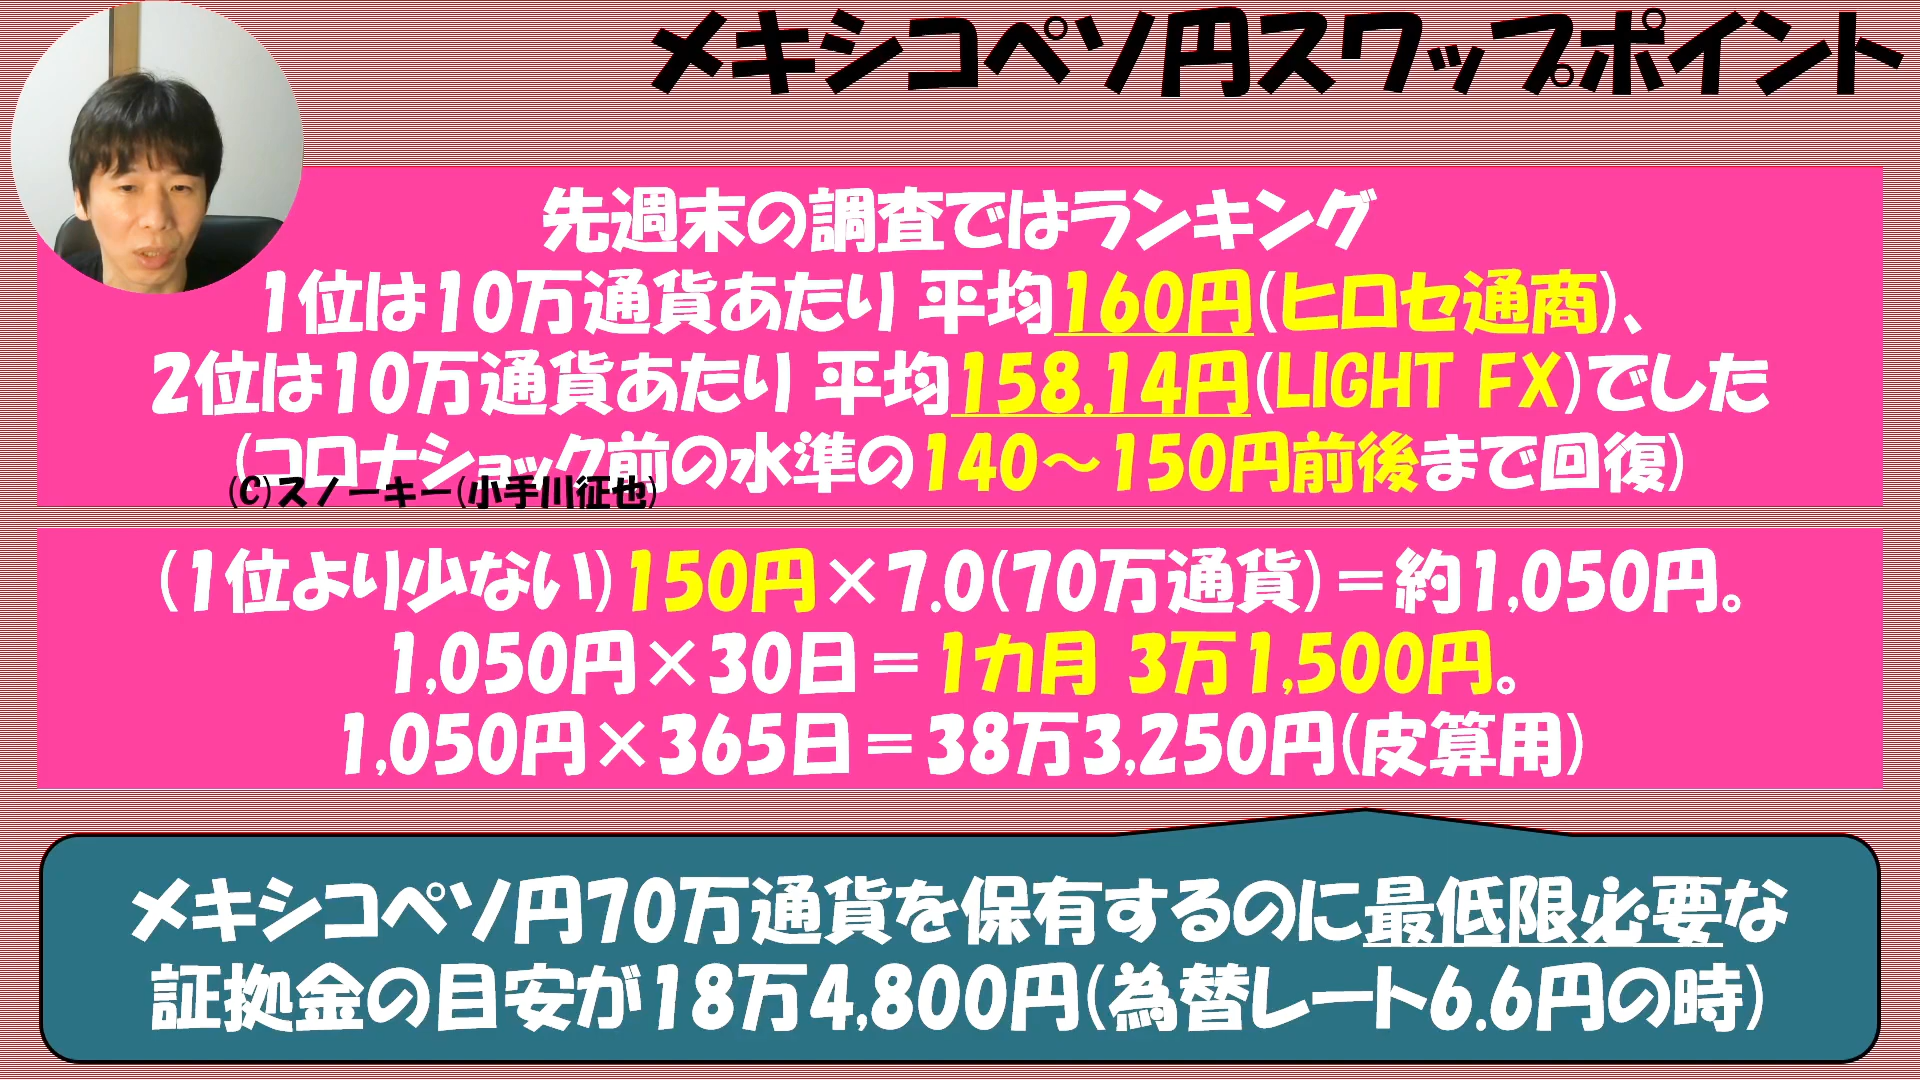 メキシコペソ円スワップポイント
先週末の調査ではランキング
1位は10万通貨あたり 平均160円(ヒロセ通商)、
2位は10万通貨あたり 平均158.14円(LIGHT FX)でした
(コロナショック前の水準の140～150円前後まで回復)
(C)スノーキー(小手川征也)
(1位より少ない)150円×7.0(70万通貨)=約1,050円。
1,050円×30日=1カ月 3万1,500円。
1,050円×365日=38万3,250円(皮算用)
メキシコペソ円70万通貨を保有するのに最低限必要な
証拠金の目安が18万4,800円(為替レート6.6円の時)